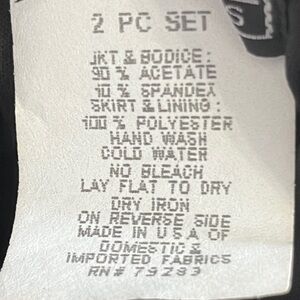 2 PC SET
S
JKT & BODICE:
90 % ACETATE
10 % SPANDEX
SKIRT & LINING:
100 % POLYESTER
HAND WASH
COLD WATER
NO BLEACH
LAY FLAT TO DRY
DRY IRON
ON REVERSE SIDE
MADE IN U S A OF
DOMESTIC &
IMPORTED FABRICS
RN# 79289